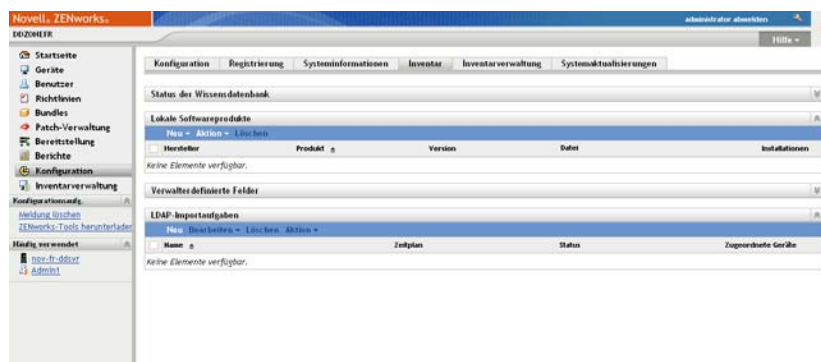 Novell® ZENworks®
administrator abmelden
DDZONEFR
Hilfe
Startseite
Geräte
Benutzer
Richtlinien
Bundles
Patch-Verwaltung
Bereitstellung
Berichte
Konfiguration
Inventarverwaltung
Konfigurationsaufg.
Meldung löschen
ZENworks-Tools herunterladen
Häufig verwendet
nov-fr-ddsvr
Admin1
Konfiguration Registrierung Systeminformationen Inventar Inventarverwaltung Systemaktualisierungen
Status der Wissensdatenbank
Lokale Softwareprodukte
Neu Aktion Löschen
Hersteller Produkt Version Datei Installationen
Keine Elemente verfügbar.
Verwalterdefinierte Felder
LDAP-Importaufgaben
Neu Bearbeiten Löschen Aktion
Name Zeitplan Status Zugeordnete Geräte
Keine Elemente verfügbar.